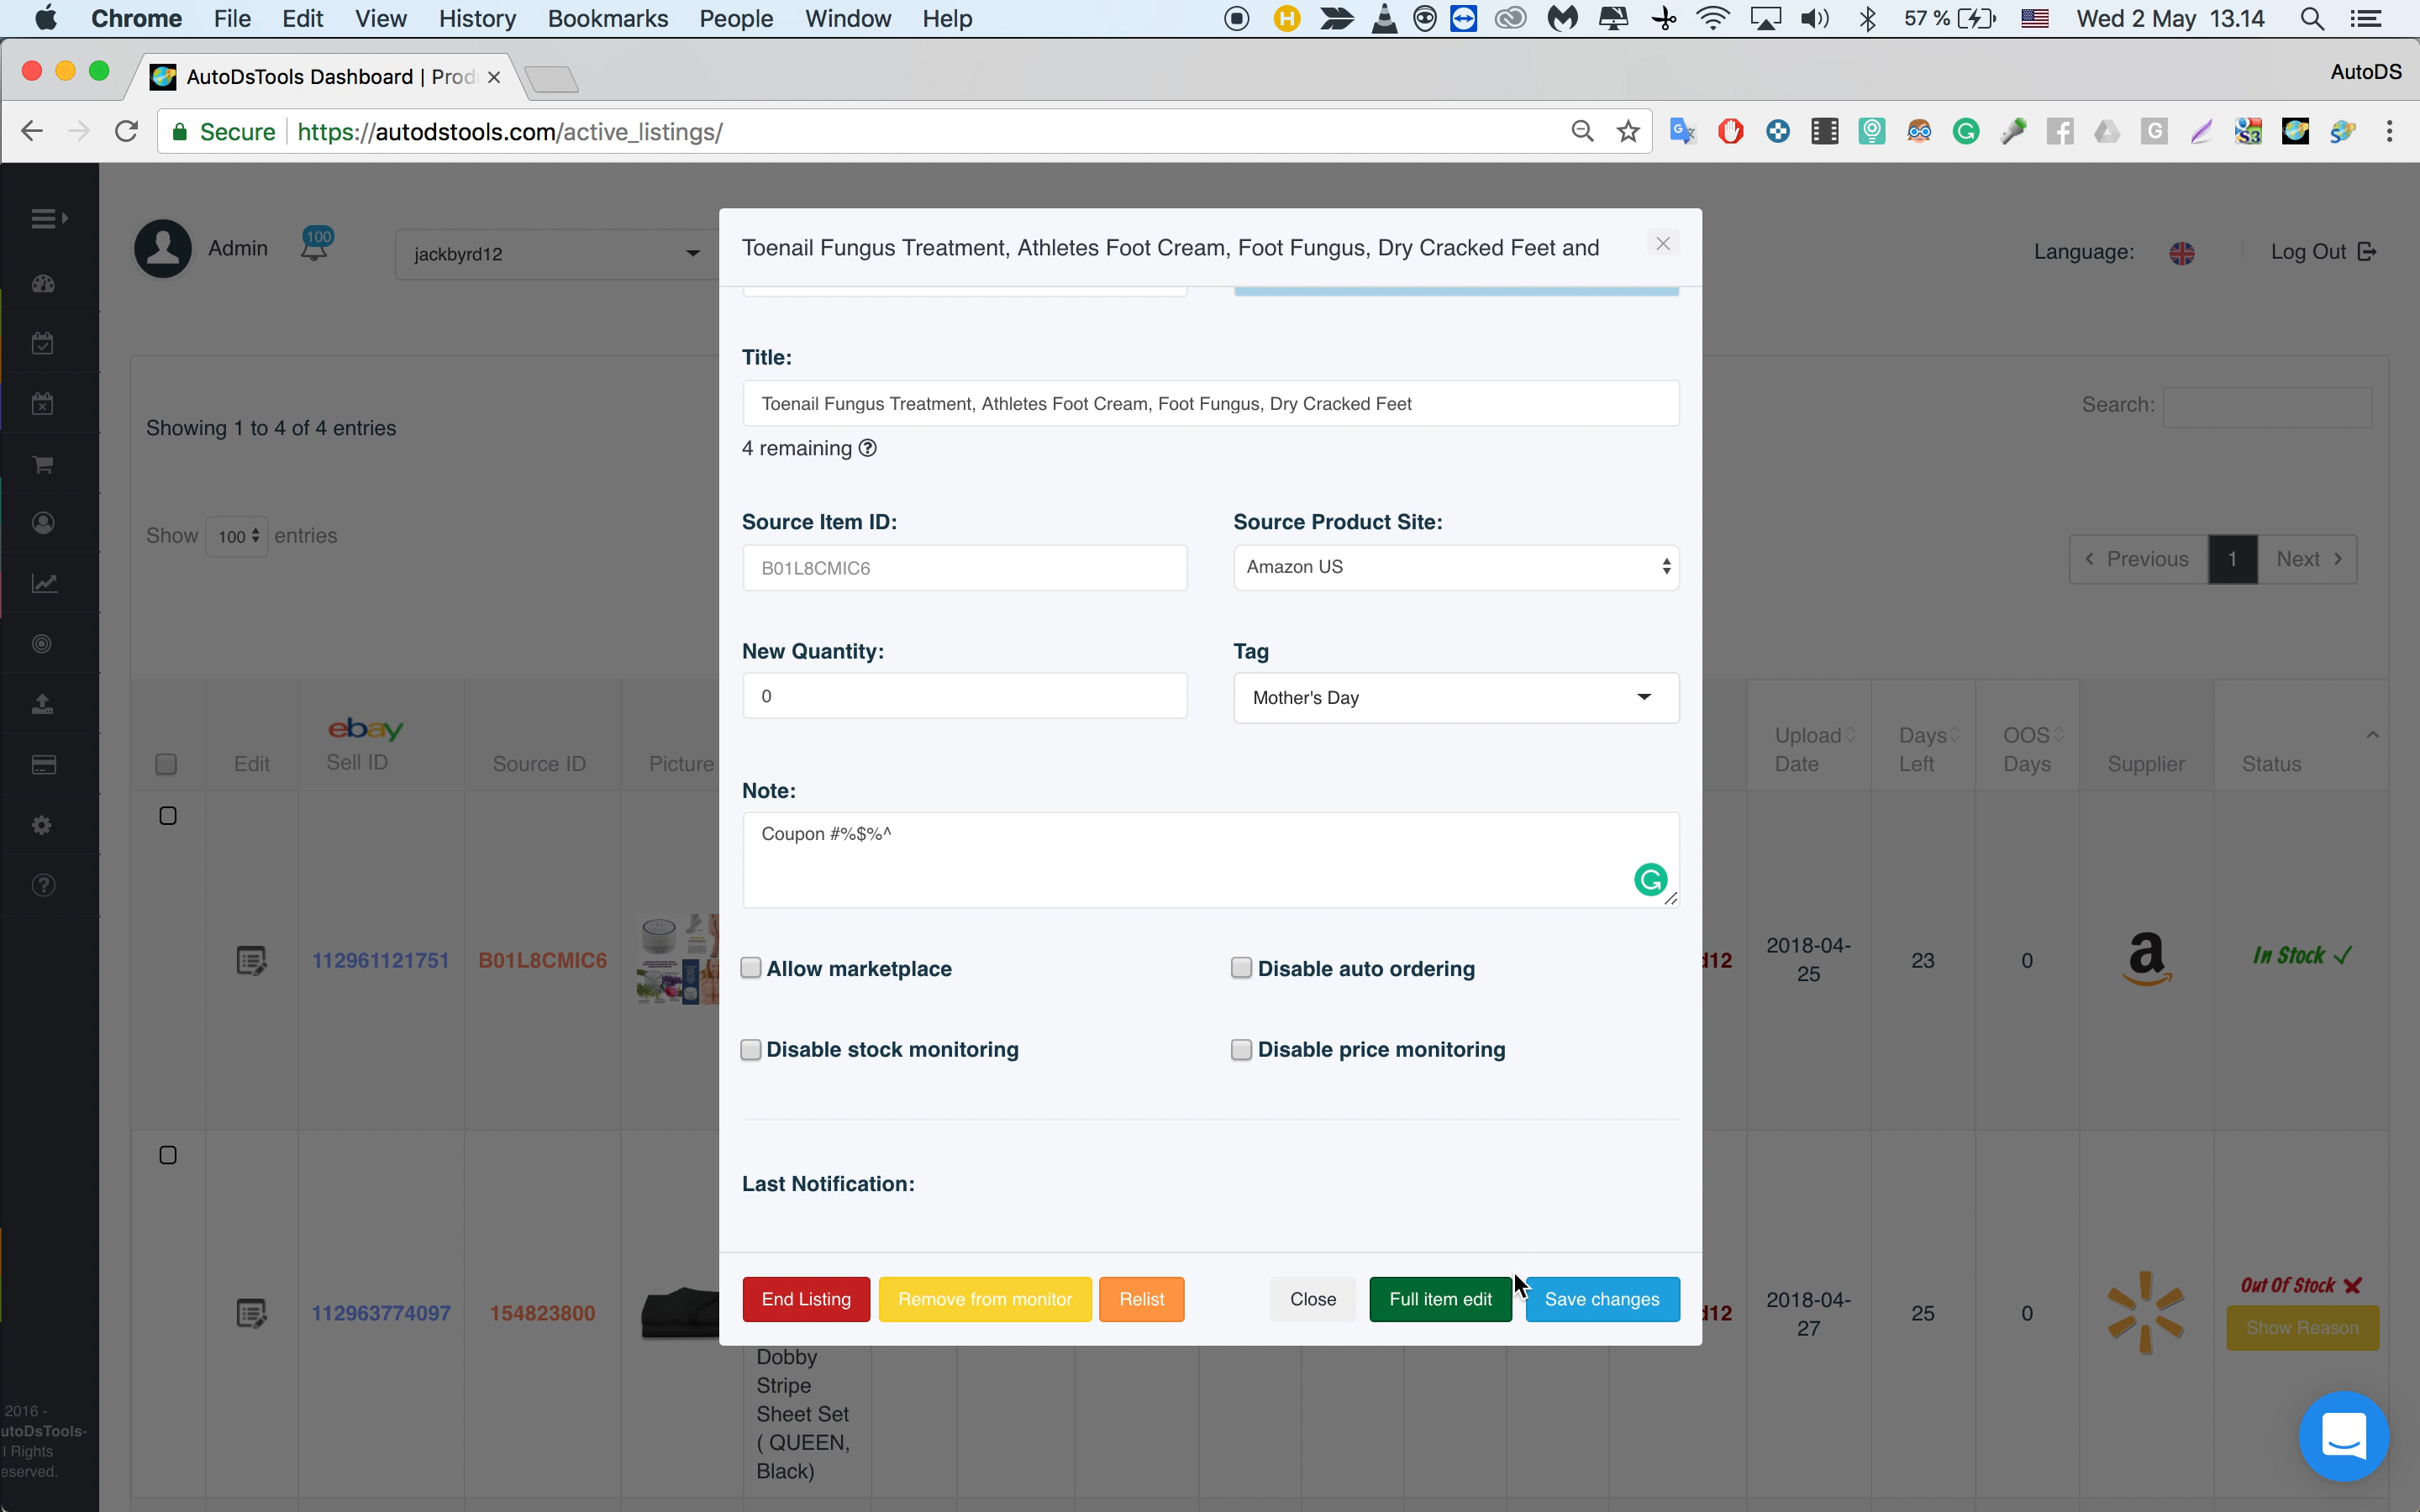 Chrome File Edit View History Bookmarks People Window Help 57 % Wed 2 May 13.14
AutoDsTools Dashboard | Prod
AutoDS
Secure https://autodstools.com/active_listings/
Admin
100
jackbyrd12
Language:
Log Out
Toenail Fungus Treatment, Athletes Foot Cream, Foot Fungus, Dry Cracked Feet and
Title:
Toenail Fungus Treatment, Athletes Foot Cream, Foot Fungus, Dry Cracked Feet
4 remaining
Showing 1 to 4 of 4 entries
Search:
Show 100 entries
Source Item ID:
Source Product Site:
B01L8CMIC6
Amazon US
Previous 1 Next
New Quantity:
Tag
0
Mother's Day
Note:
Coupon #%$%^
Allow marketplace
Disable auto ordering
Disable stock monitoring
Disable price monitoring
Last Notification:
End Listing
Remove from monitor
Relist
Close
Full item edit
Save changes
Edit
ebay
Sell ID
Source ID
Picture
Upload
Date
Days
Left
OOS
Days
Supplier
Status
112961121751
B01L8CMIC6
2018-04-
25
23
0
In Stock
112963774097
154823800
Dobby
Stripe
Sheet Set
( QUEEN,
Black)
2018-04-
27
25
0
Out Of Stock
Show Reason
2016 -
utoDsTools-
l Rights
eserved.